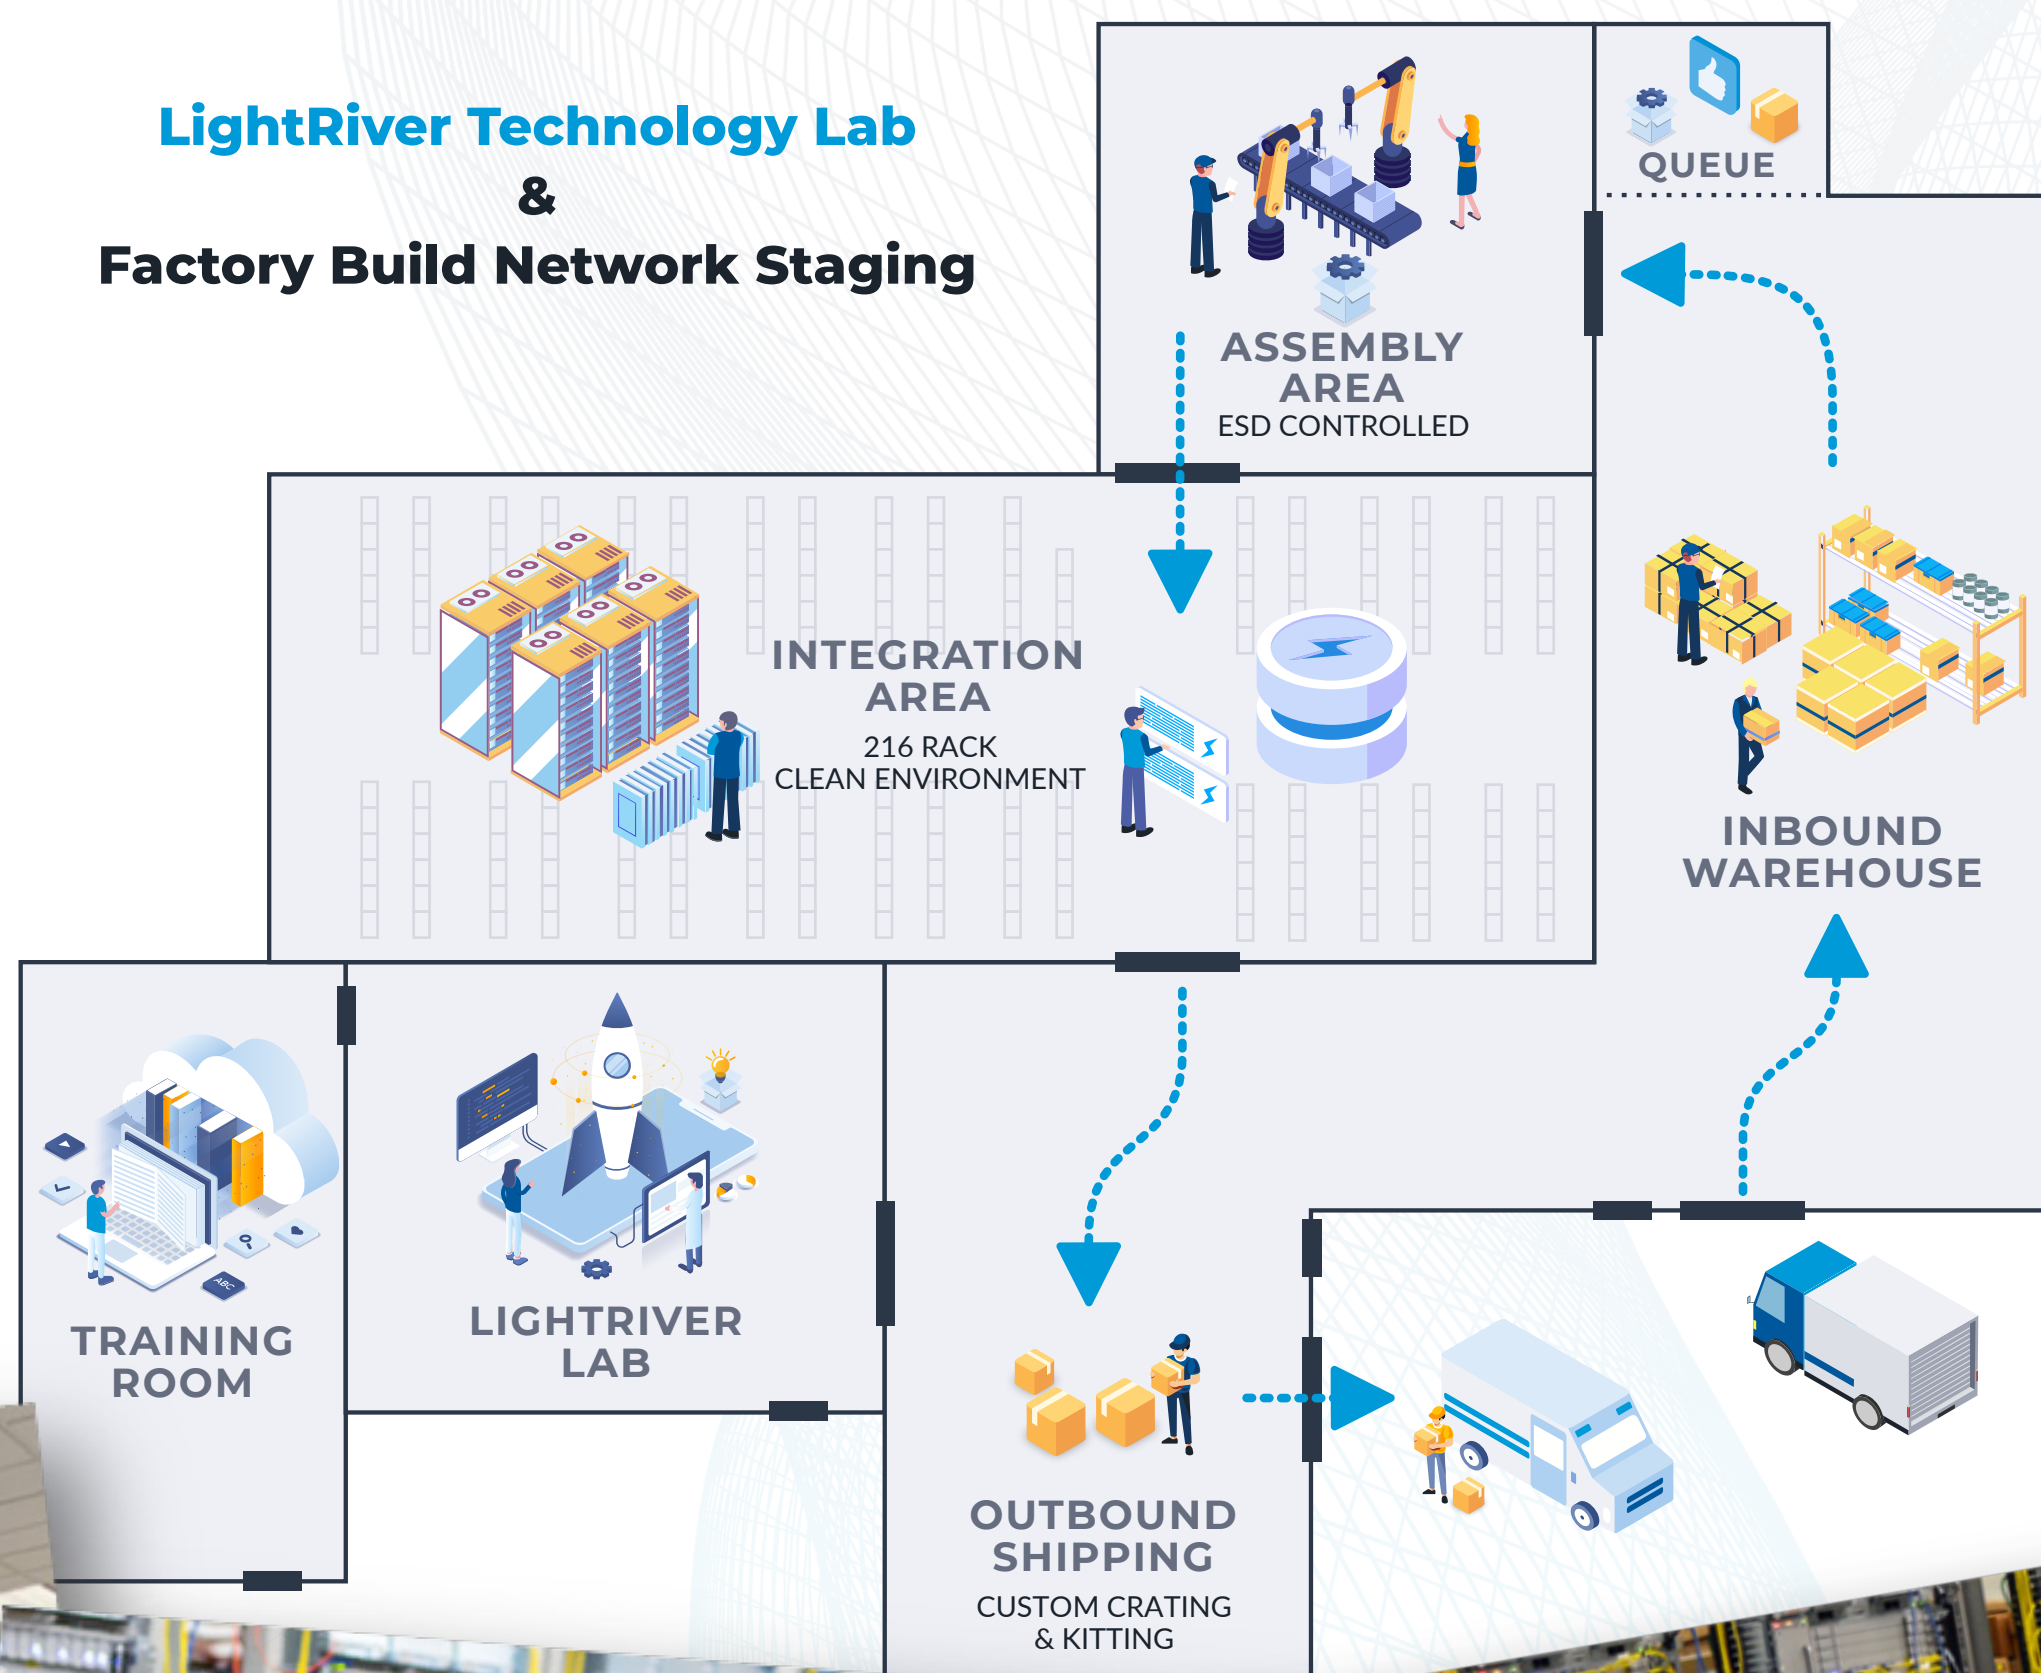 LightRiver Technology Lab
&
Factory Build Network Staging
QUEUE
ASSEMBLY
AREA
ESD CONTROLLED
INTEGRATION
AREA
216 RACK
CLEAN ENVIRONMENT
INBOUND
WAREHOUSE
ABC
TRAINING
ROOM
LIGHTRIVER
LAB
OUTBOUND
SHIPPING
CUSTOM CRATING
& KITTING